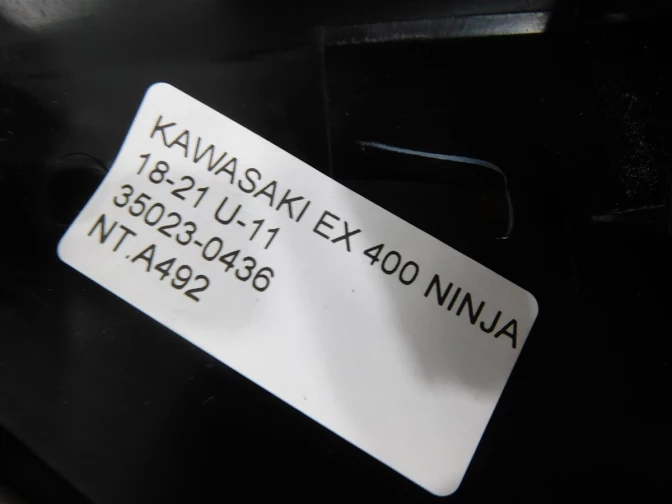 KAWASAKI EX 400 NINJA
18-21 U-11
35023-0436
NT.A492